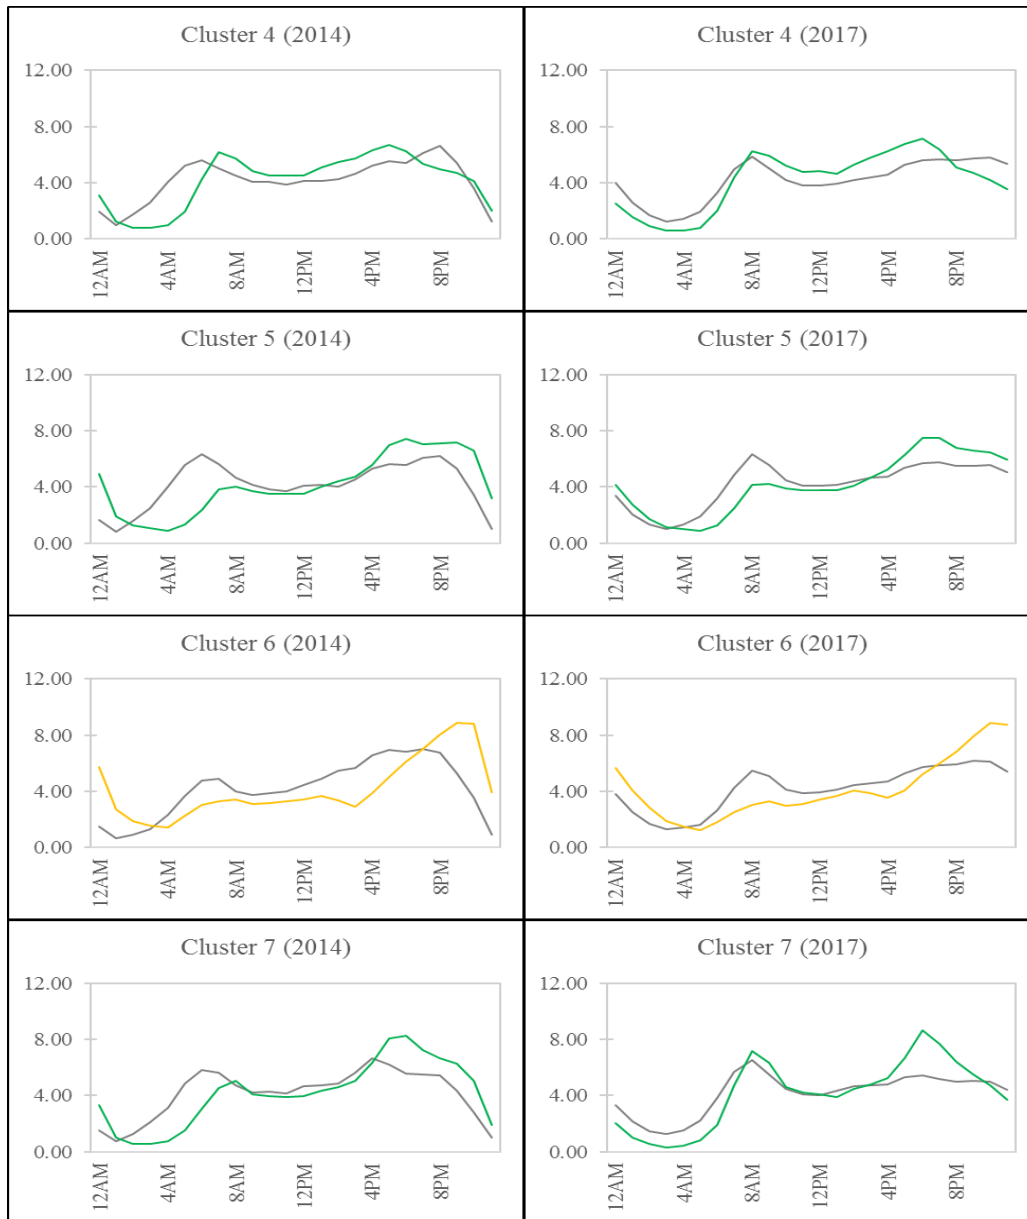 Cluster 4 (2014)
12.00
8.00
4.00
0.00
12AM
4AM
8AM
12PM
4PM
8PM
Cluster 4 (2017)
12.00
8.00
4.00
0.00
12AM
4AM
8AM
12PM
4PM
8PM
Cluster 5 (2014)
12.00
8.00
4.00
0.00
12AM
4AM
8AM
12PM
4PM
8PM
Cluster 5 (2017)
12.00
8.00
4.00
0.00
12AM
4AM
8AM
12PM
4PM
8PM
Cluster 6 (2014)
12.00
8.00
4.00
0.00
12AM
4AM
8AM
12PM
4PM
8PM
Cluster 6 (2017)
12.00
8.00
4.00
0.00
12AM
4AM
8AM
12PM
4PM
8PM
Cluster 7 (2014)
12.00
8.00
4.00
0.00
12AM
4AM
8AM
12PM
4PM
8PM
Cluster 7 (2017)
12.00
8.00
4.00
0.00
12AM
4AM
8AM
12PM
4PM
8PM